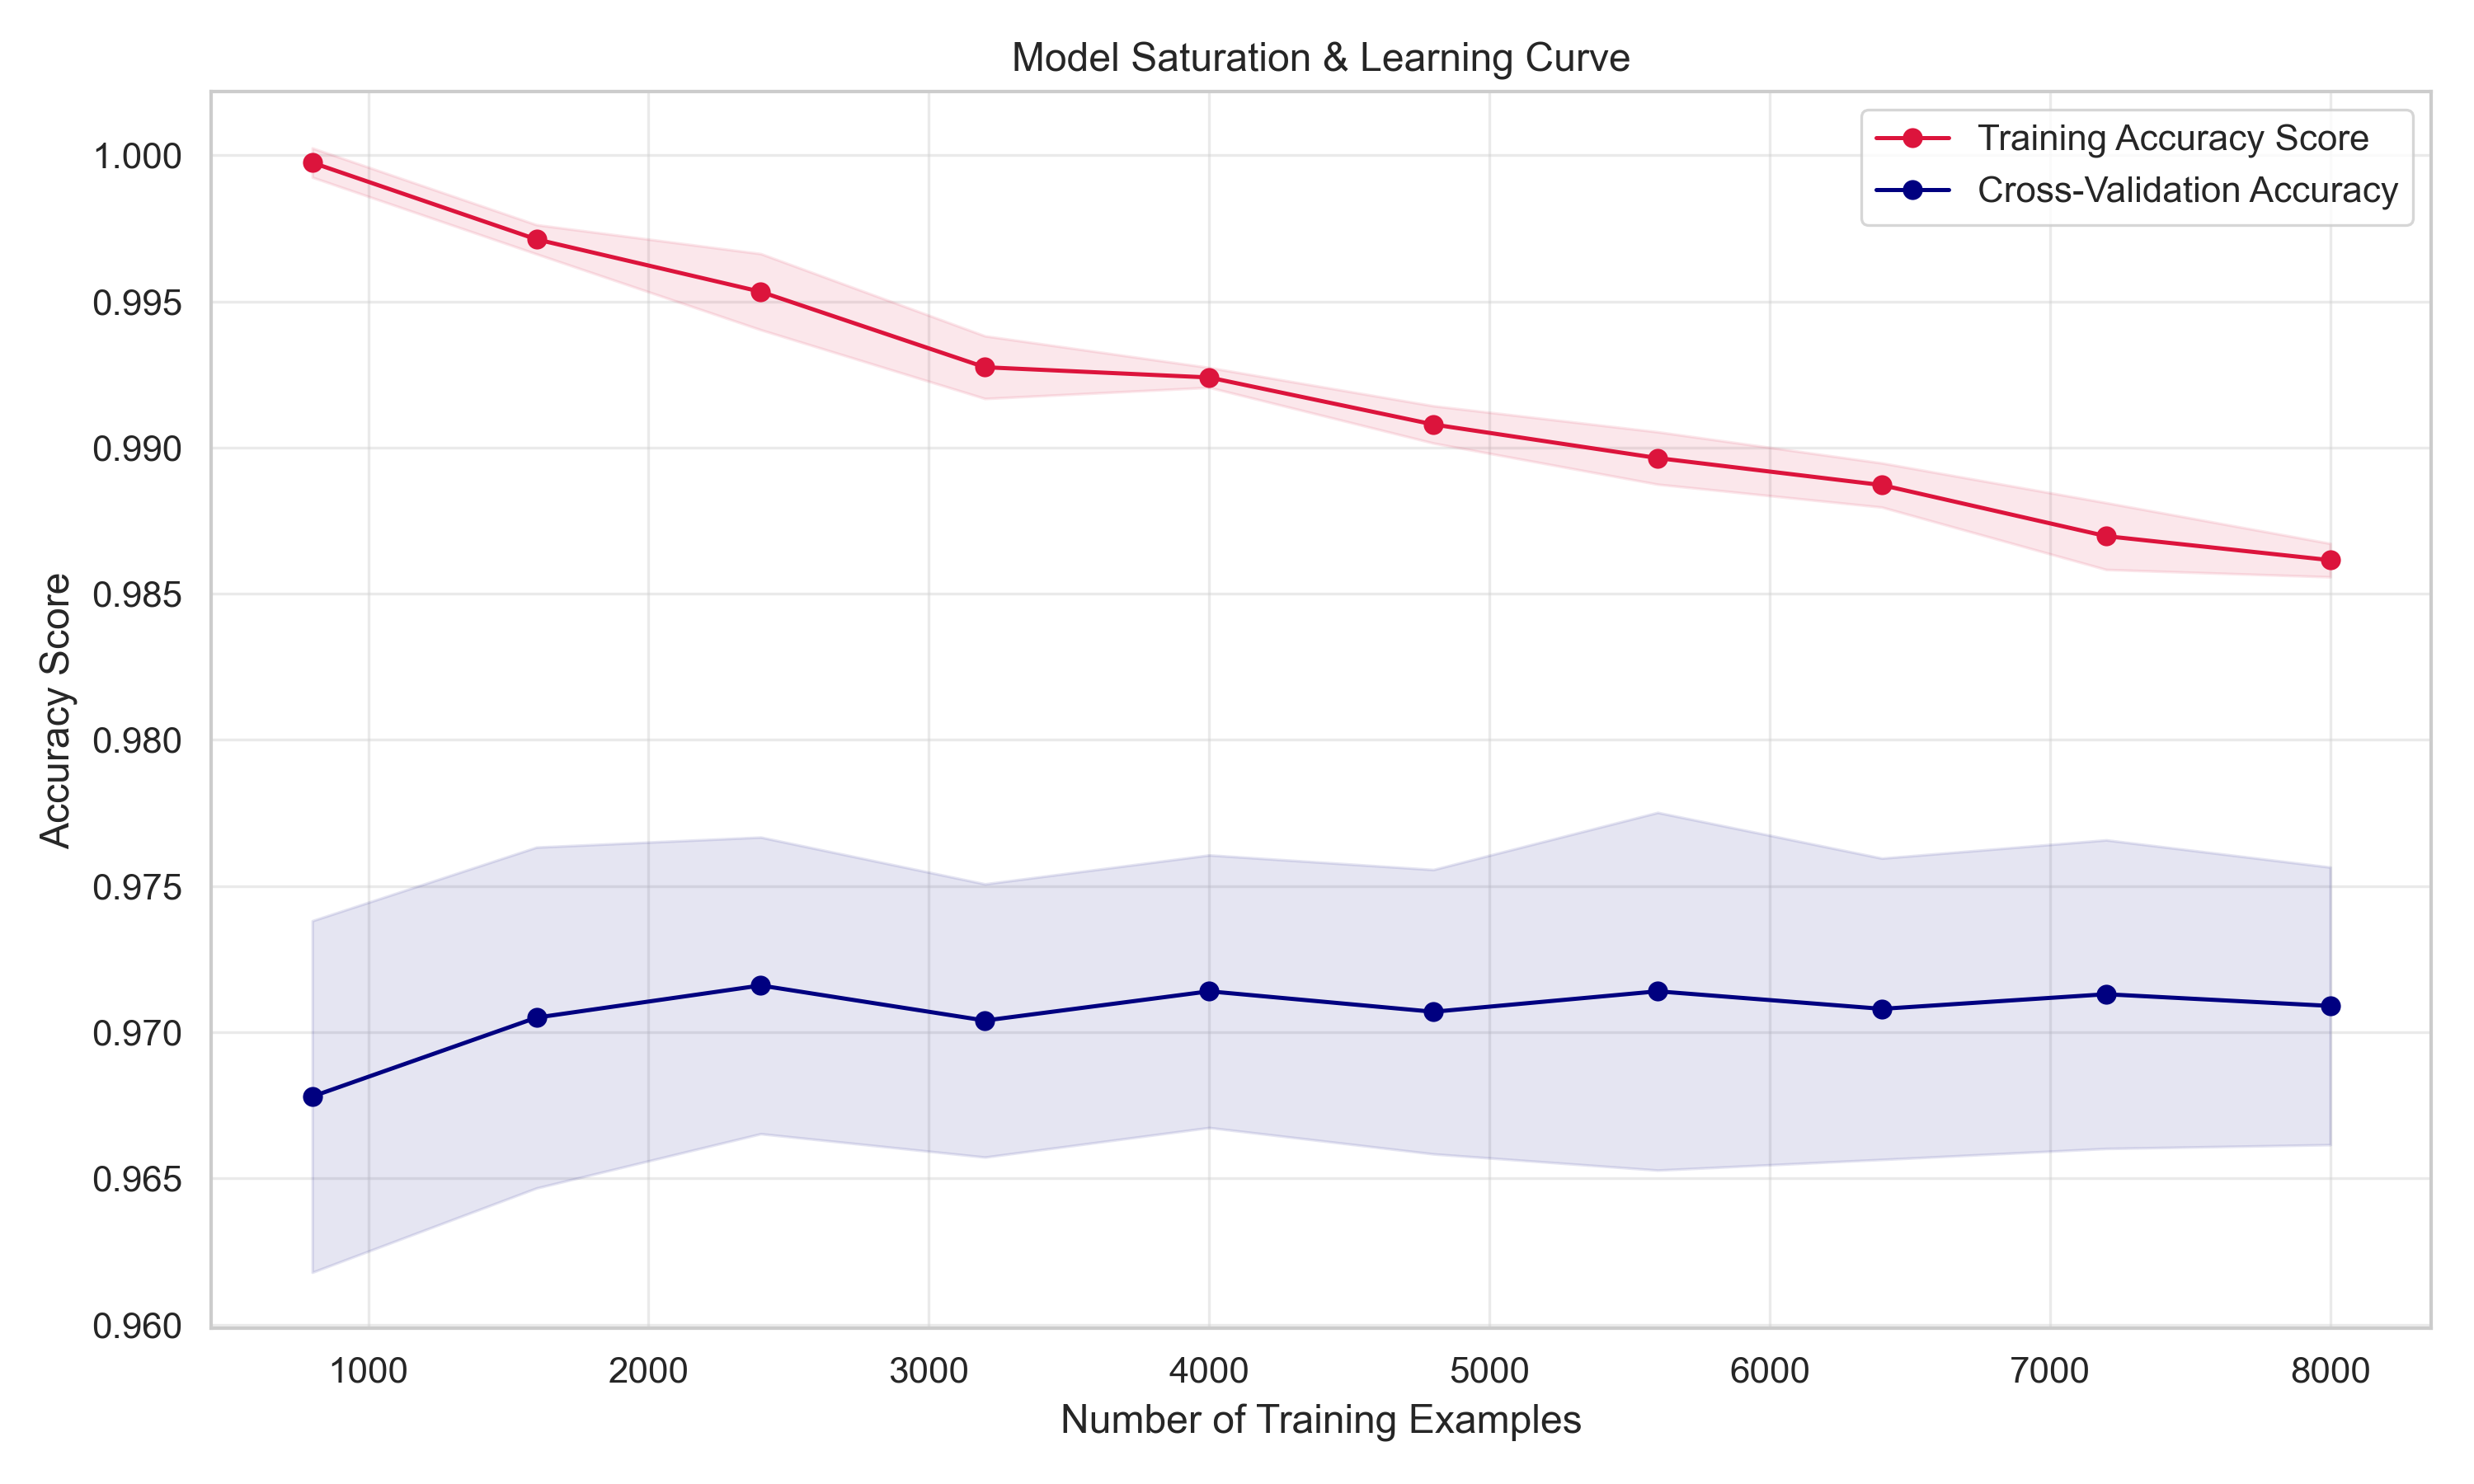 Model Saturation & Learning Curve
Training Accuracy Score
Cross-Validation Accuracy
1.000
0.995
0.990
0.985
0.980
0.975
0.970
0.965
0.960
Accuracy Score
1000 2000 3000 4000 5000 6000 7000 8000
Number of Training Examples